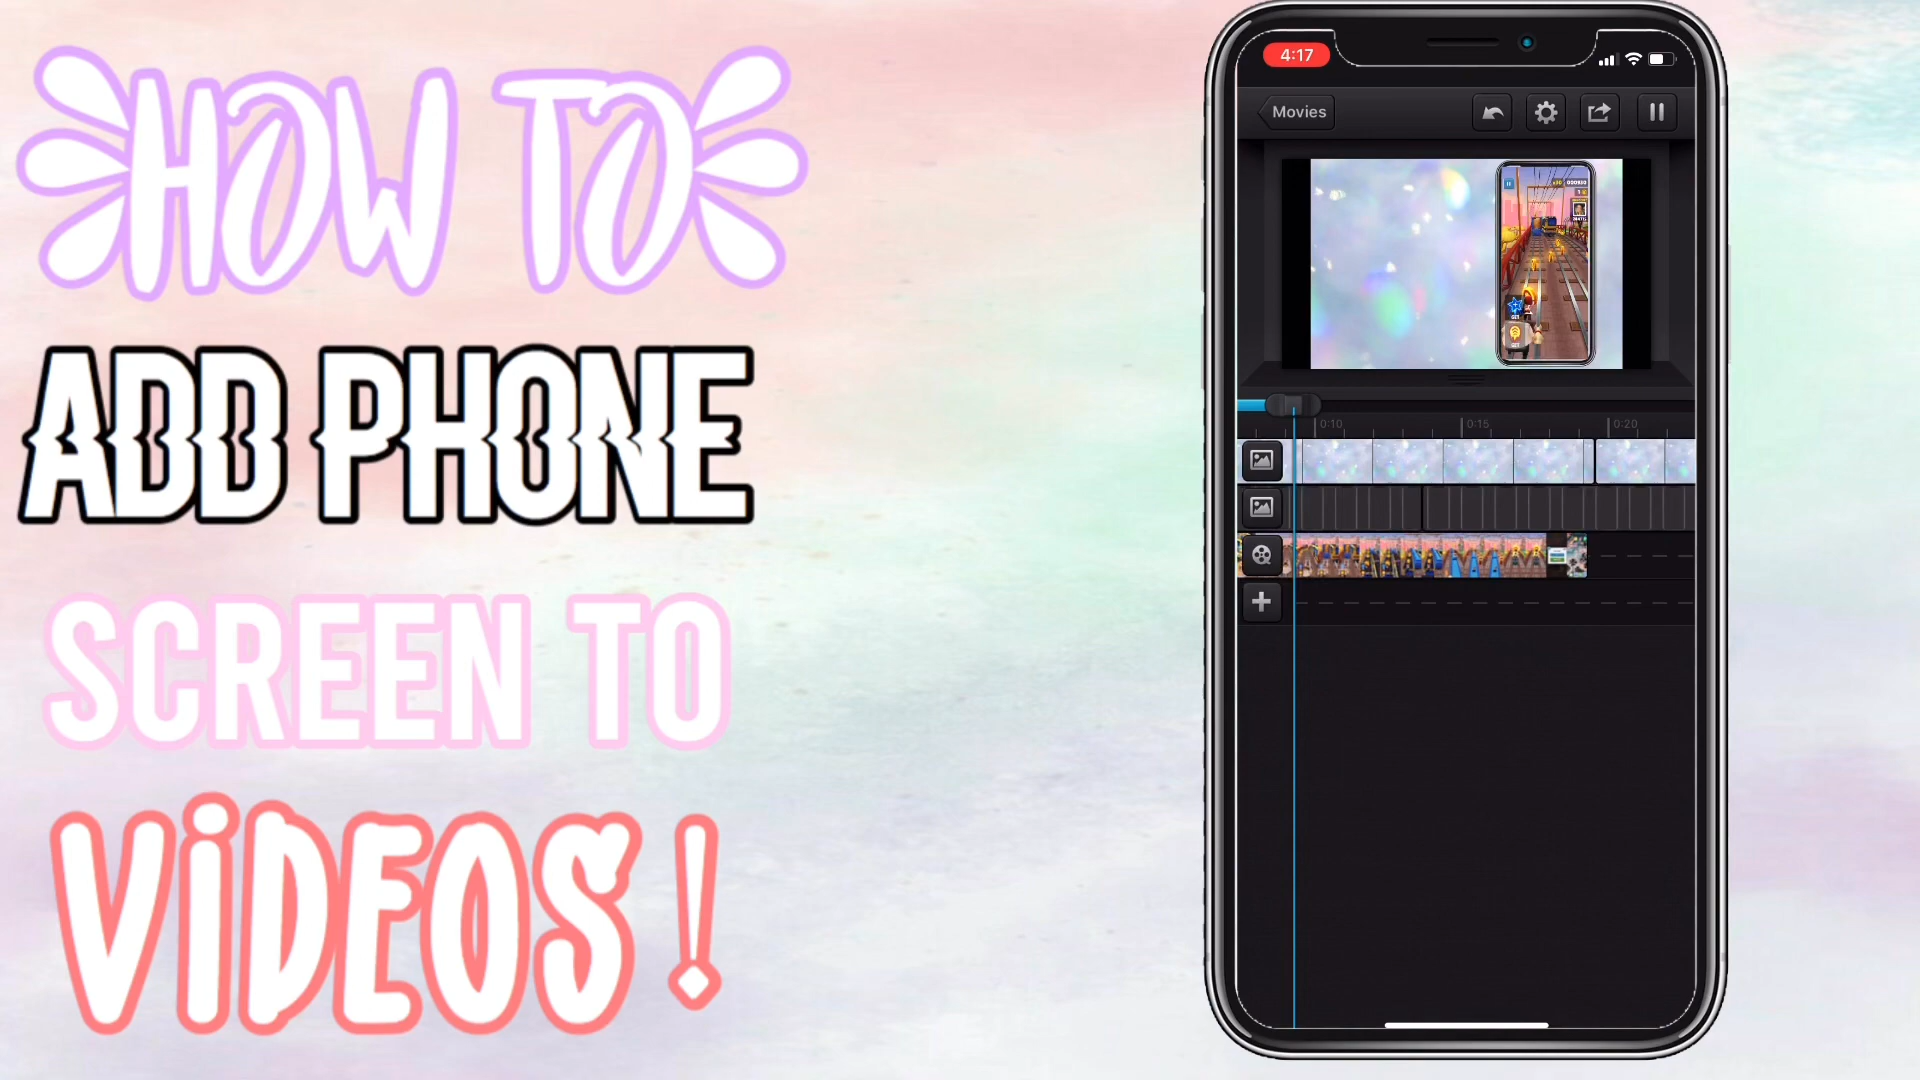 HOW TO
ADD PHONE
SCREEN TO
ViDEOS!
4:17
Movies
0:10
0:15
0:20